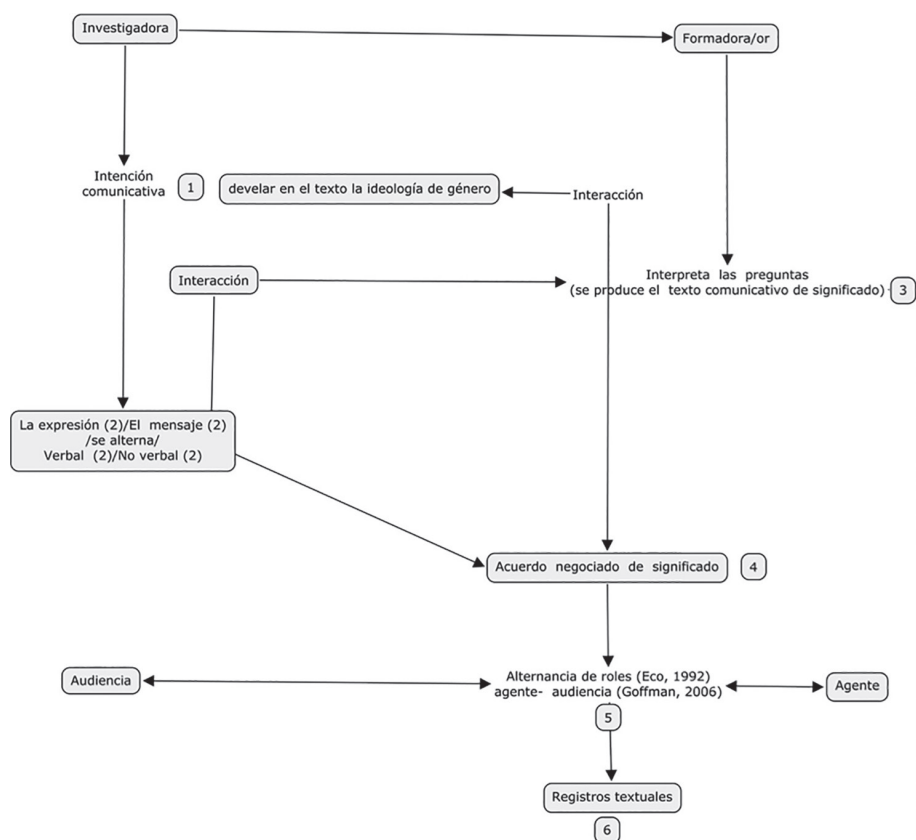 Investigadora
Formadora/or
Intención
comunicativa
1
develar en el texto la ideología de género
Interacción
Interacción
Interpreta las preguntas
(se produce el texto comunicativo de significado)
3
La expresión (2)/El mensaje (2)
/se alterna/
Verbal (2)/No verbal (2)
Acuerdo negociado de significado
4
Audiencia
Alternancia de roles (Eco, 1992)
agente- audiencia (Goffman, 2006)
Agente
5
Registros textuales
6